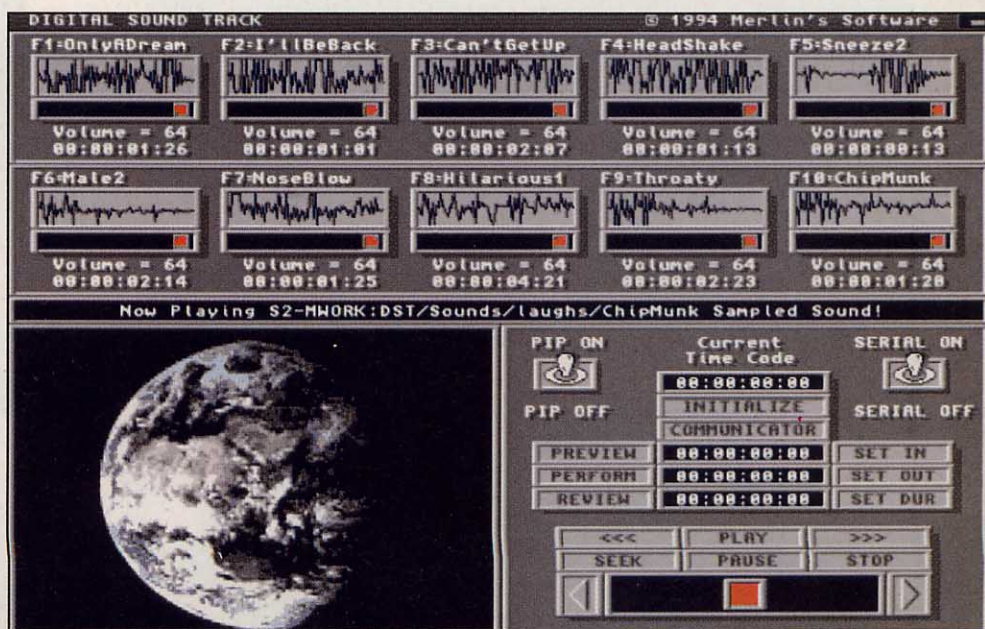 DIGITAL SOUND TRACK © 1994 Merlin's Software
F1=OnlyADream F2=I'llBeBack F3=Can'tGetUp F4=HeadShake F5=Sneeze2
Volume = 64 Volume = 64 Volume = 64 Volume = 64 Volume = 64
00:00:01:26 00:00:01:01 00:00:02:07 00:00:01:13 00:00:00:13
F6=Male2 F7=NoseBlow F8=Hilarious1 F9=Throaty F10=ChipMunk
Volume = 64 Volume = 64 Volume = 64 Volume = 64 Volume = 64
00:00:02:14 00:00:01:25 00:00:04:21 00:00:02:23 00:00:01:20
Now Playing S2-MWORK:DST/Sounds/laughs/ChipMunk Sampled Sound!
PIP ON Current SERIAL ON
Time Code
00:00:00:00
PIP OFF INITIALIZE SERIAL OFF
COMMUNICATOR
PREVIEW 00:00:00:00 SET IN
PERFORM 00:00:00:00 SET OUT
REVIEW 00:00:00:00 SET DUR
<<< PLAY >>>
SEEK PAUSE STOP